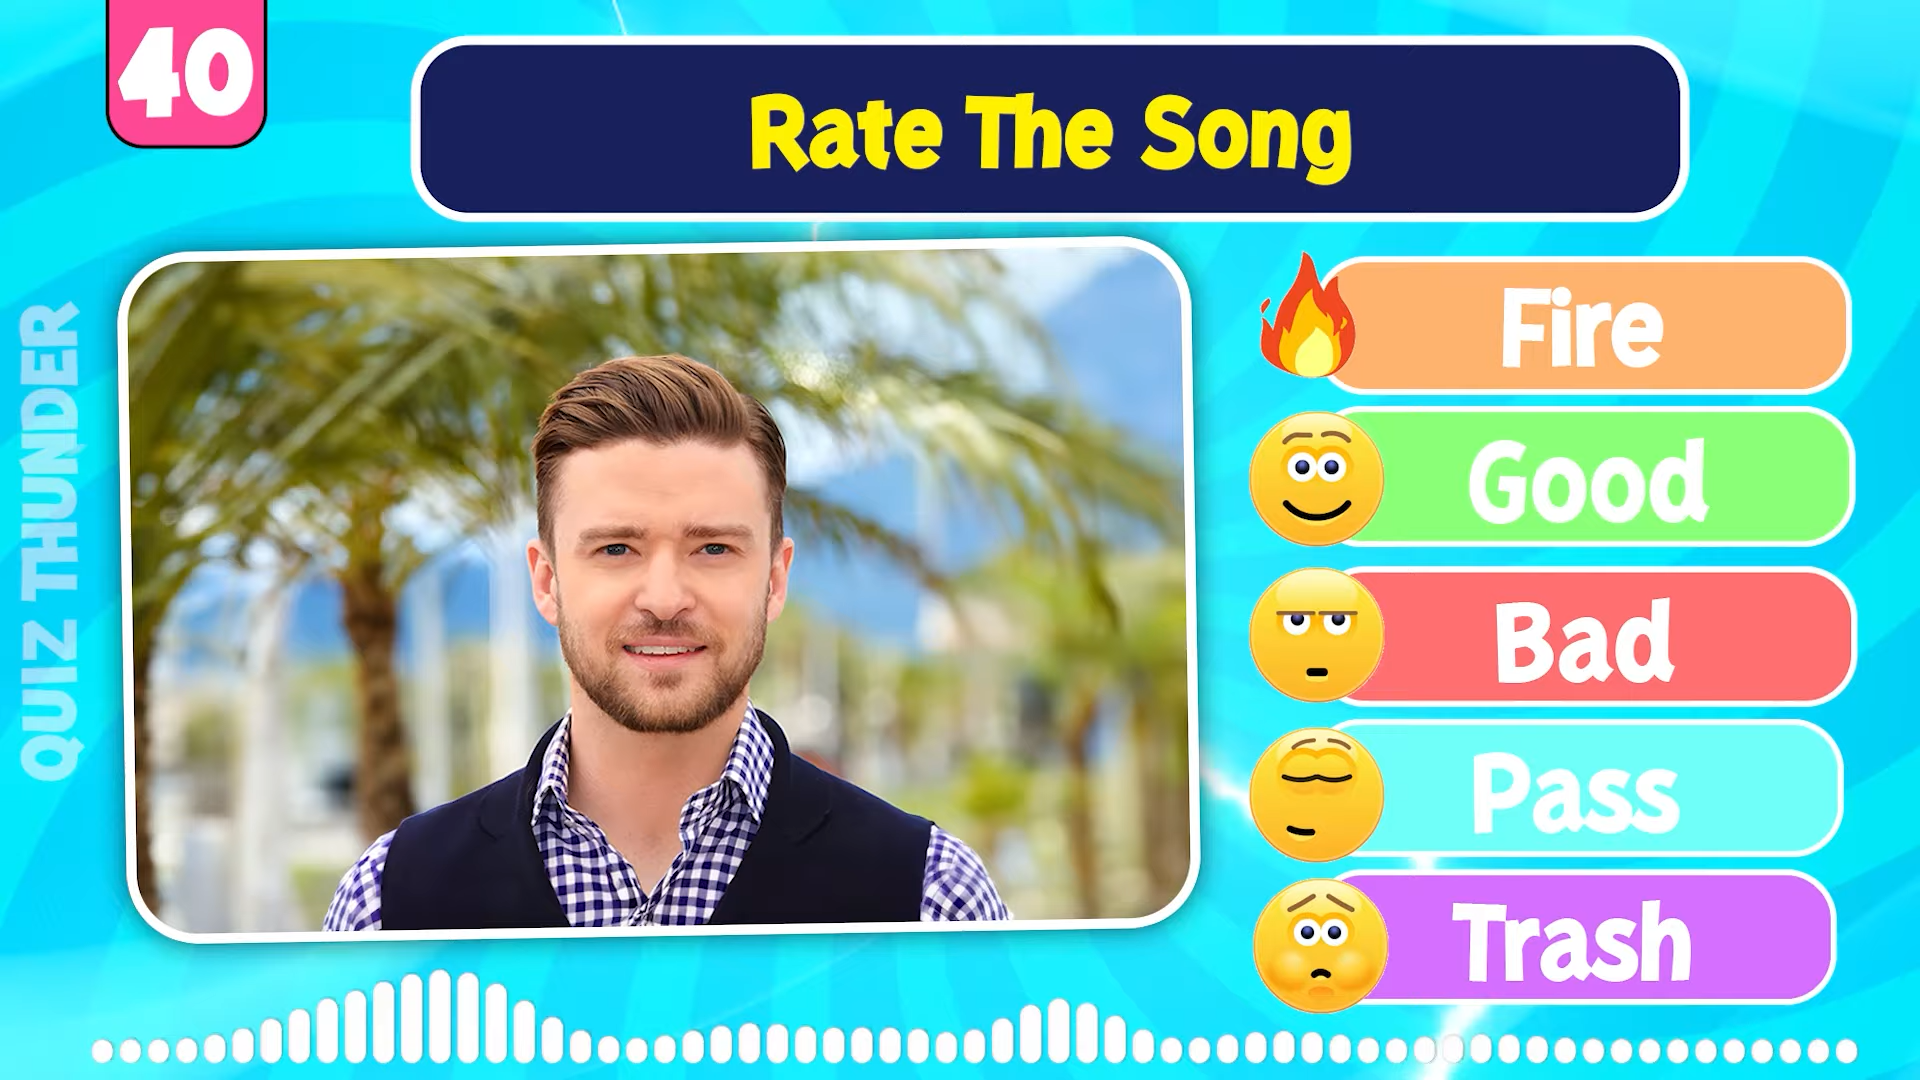 40
Rate The Song
QUIZ THUNDER
Fire
Good
Bad
Pass
Trash